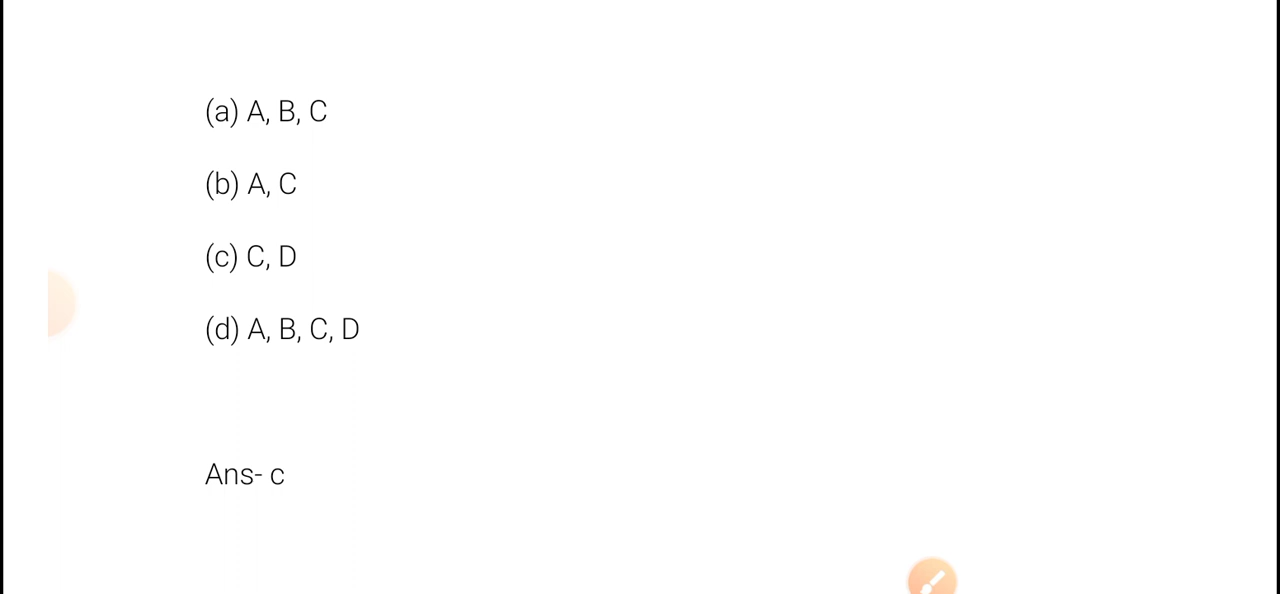 (a) A, B, C
(b) A, C
(c) C, D
(d) A, B, C, D
Ans- c